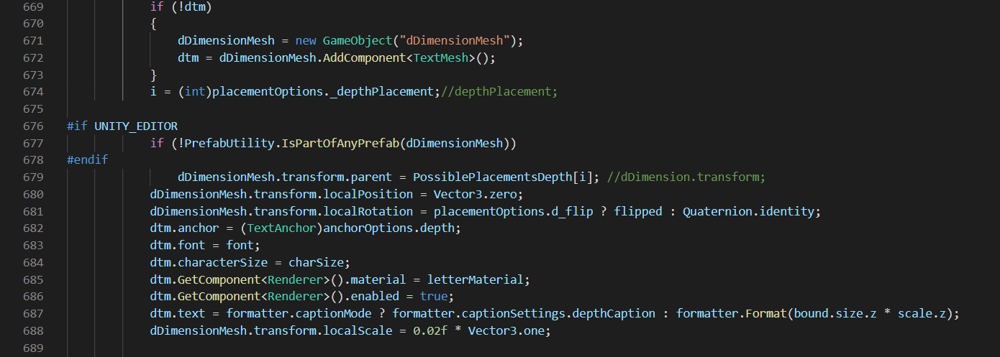 669 if (!dtm)
670 {
671 dDimensionMesh = new GameObject("dDimensionMesh");
672 dtm = dDimensionMesh.AddComponent<TextMesh>();
673 }
674 i = (int)placementOptions._depthPlacement;//depthPlacement;
675
676 #if UNITY_EDITOR
677 if (!PrefabUtility.IsPartOfAnyPrefab(dDimensionMesh))
678 #endif
679 dDimensionMesh.transform.parent = PossiblePlacementsDepth[i]; //dDimension.transform;
680 dDimensionMesh.transform.localPosition = Vector3.zero;
681 dDimensionMesh.transform.localRotation = placementOptions.d_flip ? flipped : Quaternion.identity;
682 dtm.anchor = (TextAnchor)anchorOptions.depth;
683 dtm.font = font;
684 dtm.characterSize = charSize;
685 dtm.GetComponent<Renderer>().material = letterMaterial;
686 dtm.GetComponent<Renderer>().enabled = true;
687 dtm.text = formatter.captionMode ? formatter.captionSettings.depthCaption : formatter.Format(bound.size.z * scale.z);
688 dDimensionMesh.transform.localScale = 0.02f * Vector3.one;
689